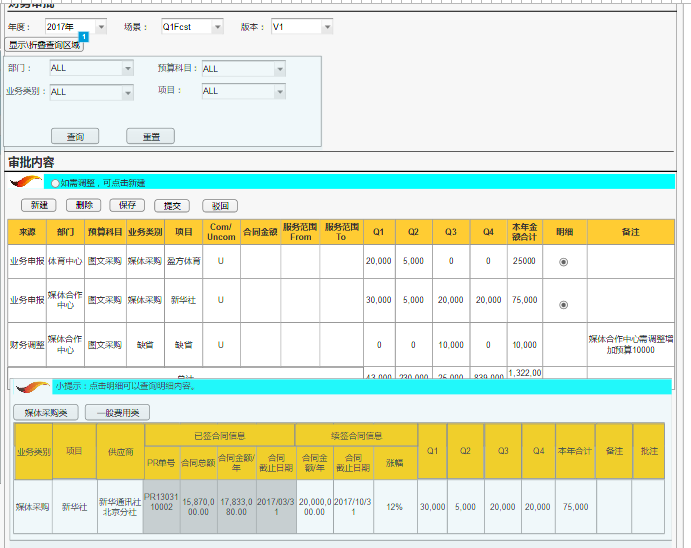 财务审批
年度： 2017年 场景： Q1Fcst 版本： V1
显示\折叠查询区域 1
部门： ALL 预算科目： ALL
业务类别： ALL 项目： ALL
查询 重置
审批内容
如需调整，可点击新建
新建 删除 保存 提交 驳回
来源 部门 预算科目 业务类别 项目 Com/Uncom 合同金额 服务范围From 服务范围To Q1 Q2 Q3 Q4 本年金额合计 明细 备注
业务申报 体育中心 图文采购 媒体采购 盈方体育 U 20,000 5,000 0 0 25000
业务申报 媒体合作中心 图文采购 媒体采购 新华社 U 30,000 5,000 20,000 20,000 75,000
财务调整 媒体合作中心 图文采购 缺省 缺省 U 0 0 10,000 0 10,000 媒体合作中心需调整增加预算10000
总计 43,000 230,000 25,000 839,000 1,322,00
小提示：点击明细可以查询明细内容。
媒体采购类 一般费用类
已签合同信息 续签合同信息
业务类别 项目 供应商 PR单号 合同总额 合同金额/年 合同截止日期 合同金额/年 合同截止日期 涨幅 Q1 Q2 Q3 Q4 本年合计 备注 批注
媒体采购 新华社 新华通讯社北京分社 PR1303110002 15,870,000.00 17,833,080.00 2017/03/31 20,000,000.00 2017/10/31 12% 30,000 5,000 20,000 20,000 75,000